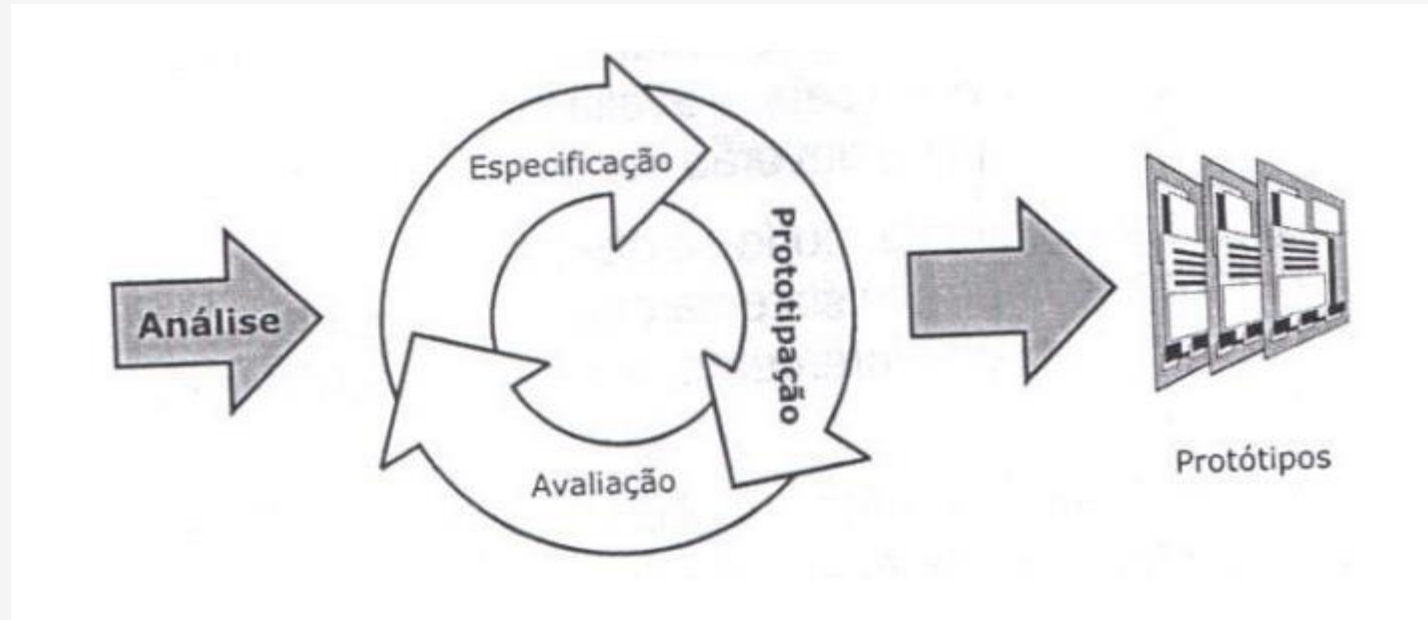 Análise
Especificação
Prototipação
Avaliação
Protótipos